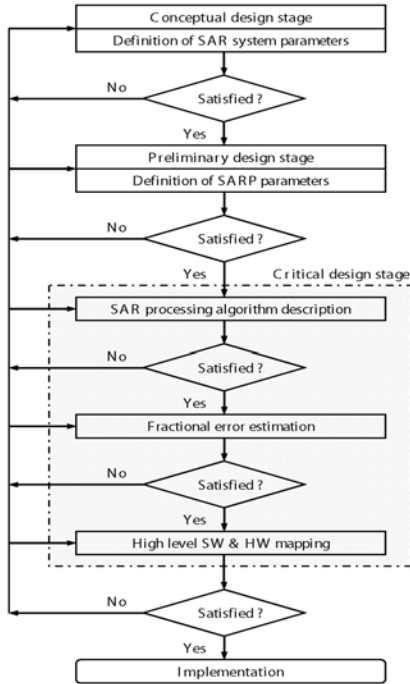 Conceptual design stage
Definition of SAR system parameters
No
Satisfied ?
Yes
Preliminary design stage
Definition of SARP parameters
No
Satisfied ?
Yes
Critical design stage
SAR processing algorithm description
No
Satisfied ?
Yes
Fractional error estimation
No
Satisfied ?
Yes
High level SW & HW mapping
No
Satisfied ?
Yes
Implementation